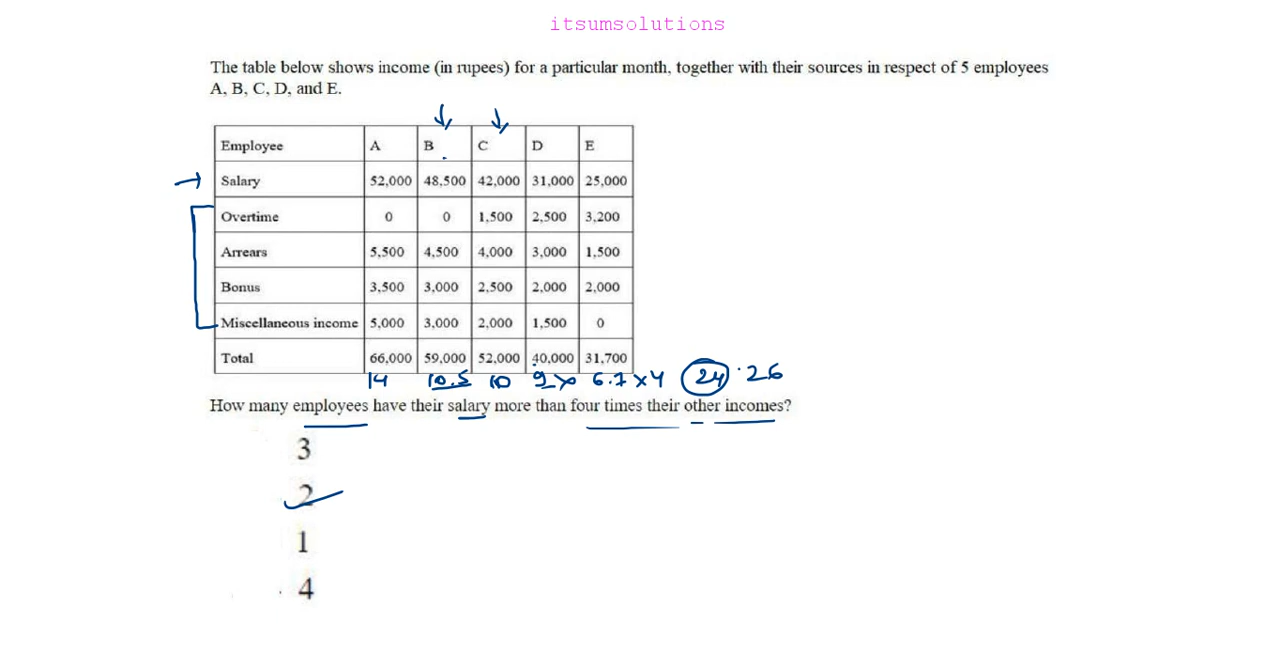 itsumsolutions
The table below shows income (in rupees) for a particular month, together with their sources in respect of 5 employees
A, B, C, D, and E.
Employee A B C D E
Salary 52,000 48,500 42,000 31,000 25,000
Overtime 0 0 1,500 2,500 3,200
Arrears 5,500 4,500 4,000 3,000 1,500
Bonus 3,500 3,000 2,500 2,000 2,000
Miscellaneous income 5,000 3,000 2,000 1,500 0
Total 66,000 59,000 52,000 40,000 31,700
14 10.5 10 9 x 6.7 x 4 24 .26
How many employees have their salary more than four times their other incomes?
3
2
1
4